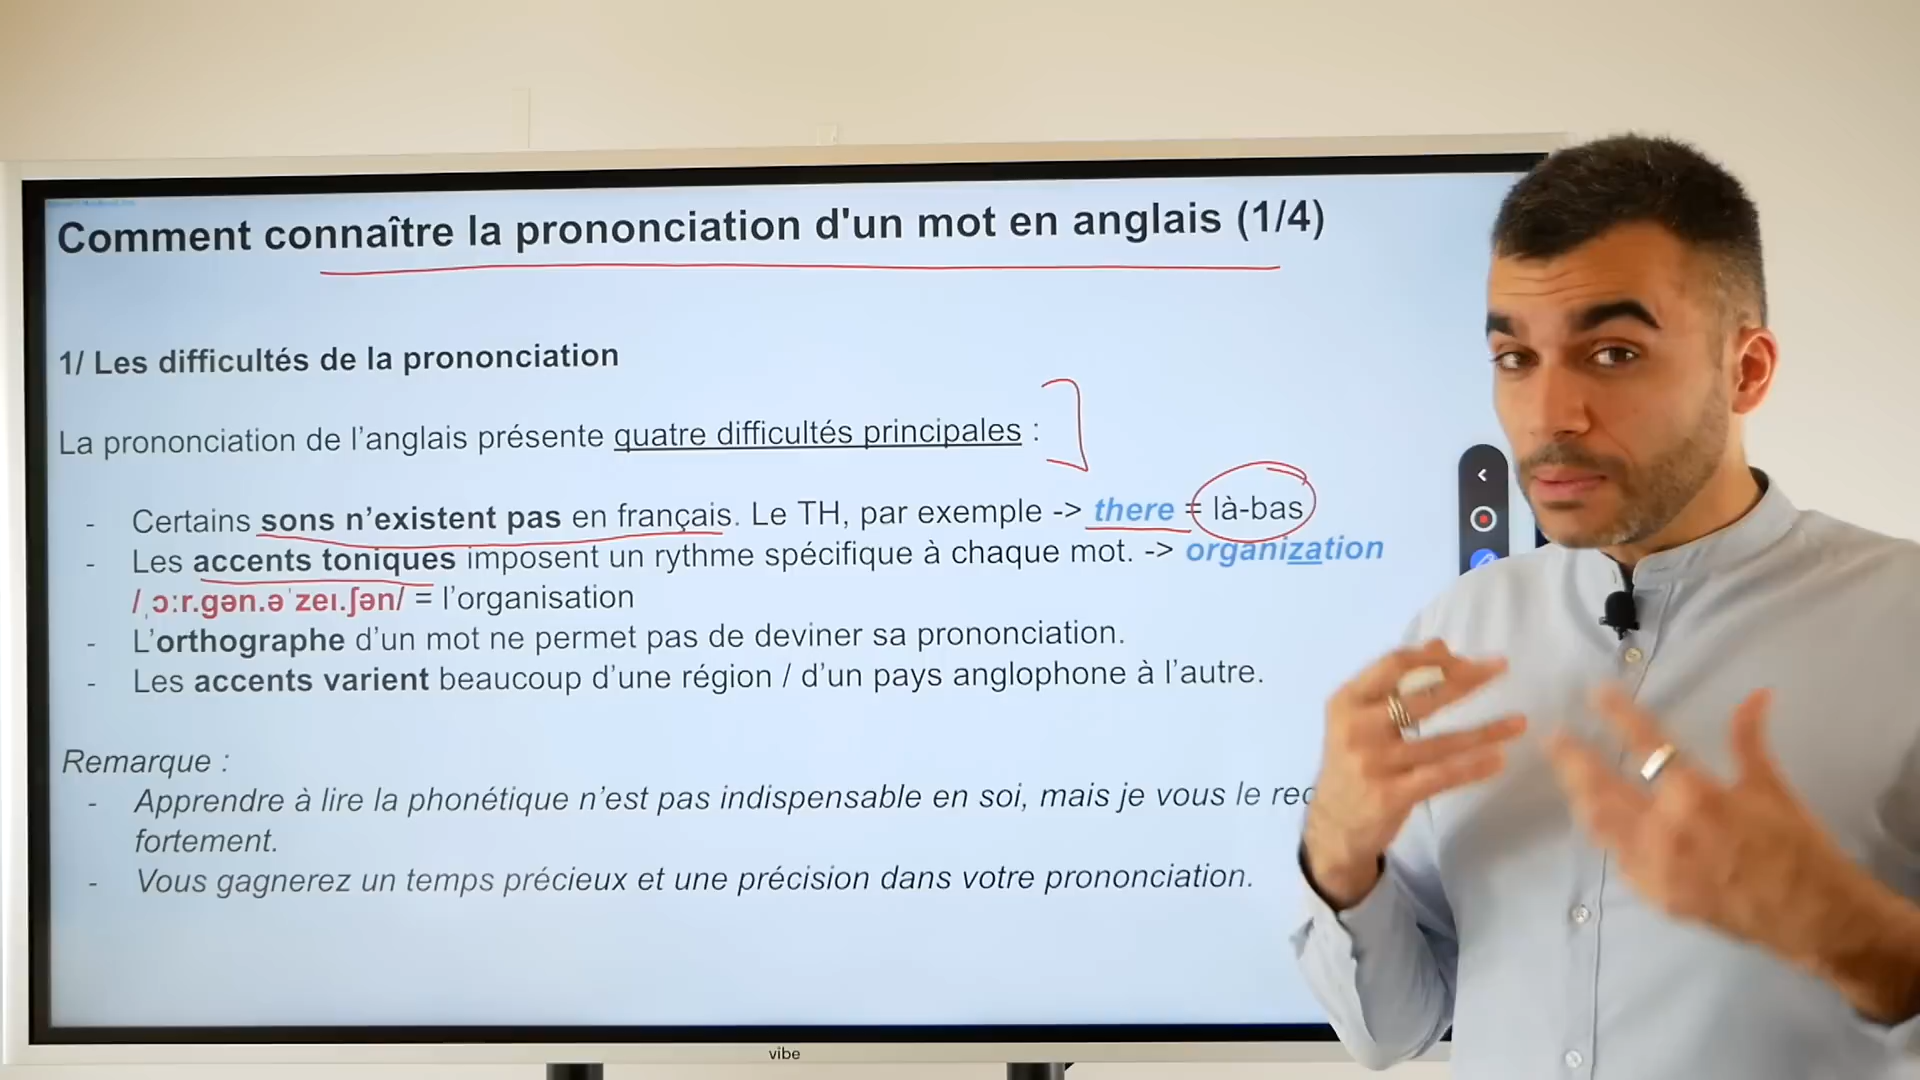 Comment connaître la prononciation d'un mot en anglais (1/4)
1/ Les difficultés de la prononciation
La prononciation de l’anglais présente quatre difficultés principales :
- Certains sons n’existent pas en français. Le TH, par exemple -> there = là-bas
- Les accents toniques imposent un rythme spécifique à chaque mot. -> organization
/ˌɔːr.ɡən.əˈzeɪ.ʃən/ = l’organisation
- L’orthographe d’un mot ne permet pas de deviner sa prononciation.
- Les accents varient beaucoup d’une région / d’un pays anglophone à l’autre.
Remarque :
- Apprendre à lire la phonétique n’est pas indispensable en soi, mais je vous le
fortement.
- Vous gagnerez un temps précieux et une précision dans votre prononciation.
vibe